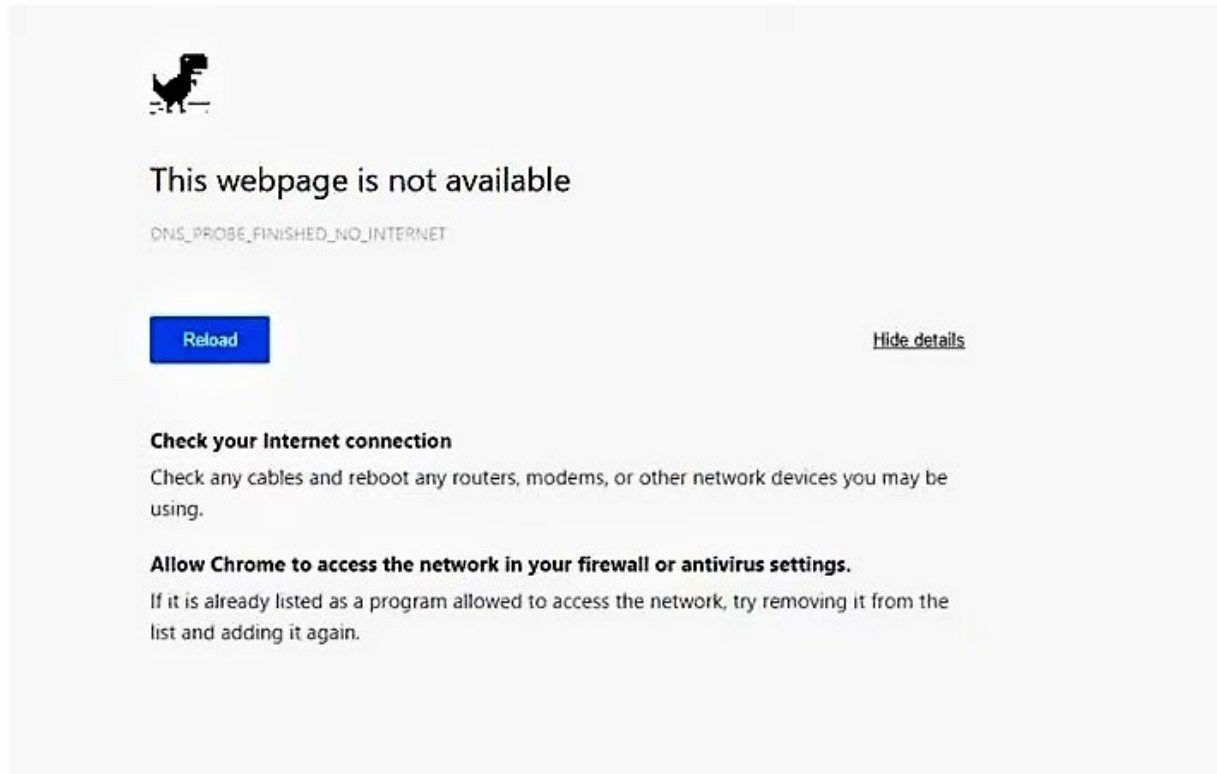 This webpage is not available
DNS_PROBE_FINISHED_NO_INTERNET
Reload
Hide details
Check your Internet connection
Check any cables and reboot any routers, modems, or other network devices you may be
using.
Allow Chrome to access the network in your firewall or antivirus settings.
If it is already listed as a program allowed to access the network, try removing it from the
list and adding it again.